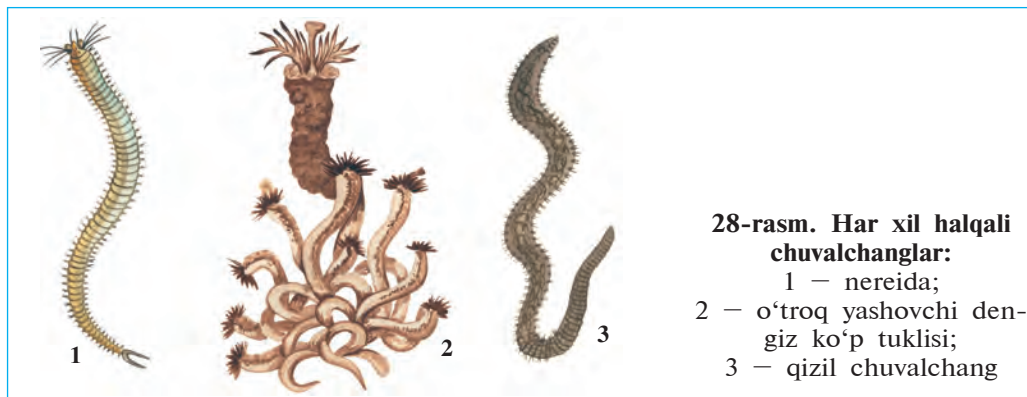 1
2
3
28-rasm. Har xil halqali
chuvalchanglar:
1 — nereida;
2 — o‘troq yashovchi den-
giz ko‘p tuklisi;
3 — qizil chuvalchang